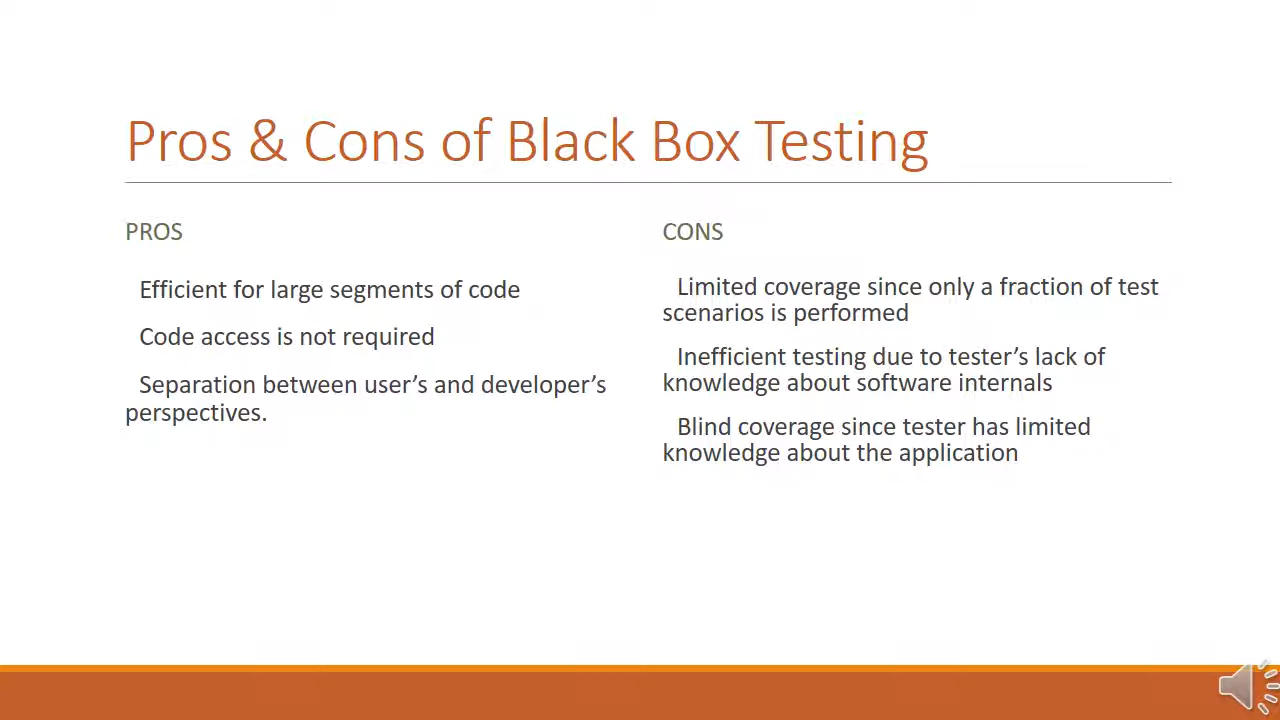 Pros & Cons of Black Box Testing
PROS
Efficient for large segments of code
Code access is not required
Separation between user’s and developer’s
perspectives.
CONS
Limited coverage since only a fraction of test
scenarios is performed
Inefficient testing due to tester’s lack of
knowledge about software internals
Blind coverage since tester has limited
knowledge about the application